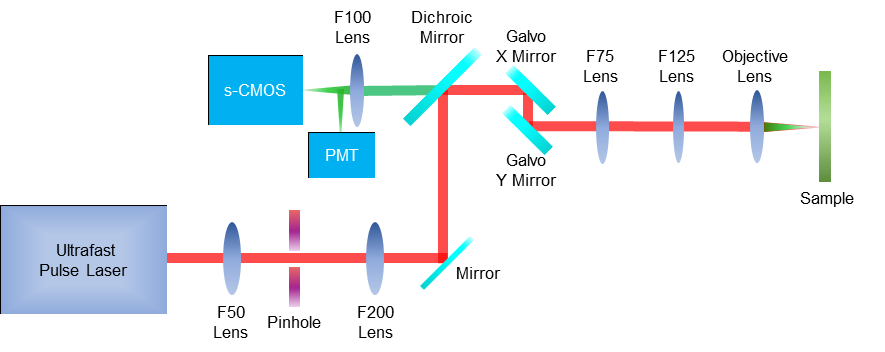 F100
Lens
Dichroic
Mirror
Galvo
X Mirror
F75
Lens
F125
Lens
Objective
Lens
s-CMOS
PMT
Galvo
Y Mirror
Sample
Ultrafast
Pulse Laser
Mirror
F50
Lens
Pinhole
F200
Lens